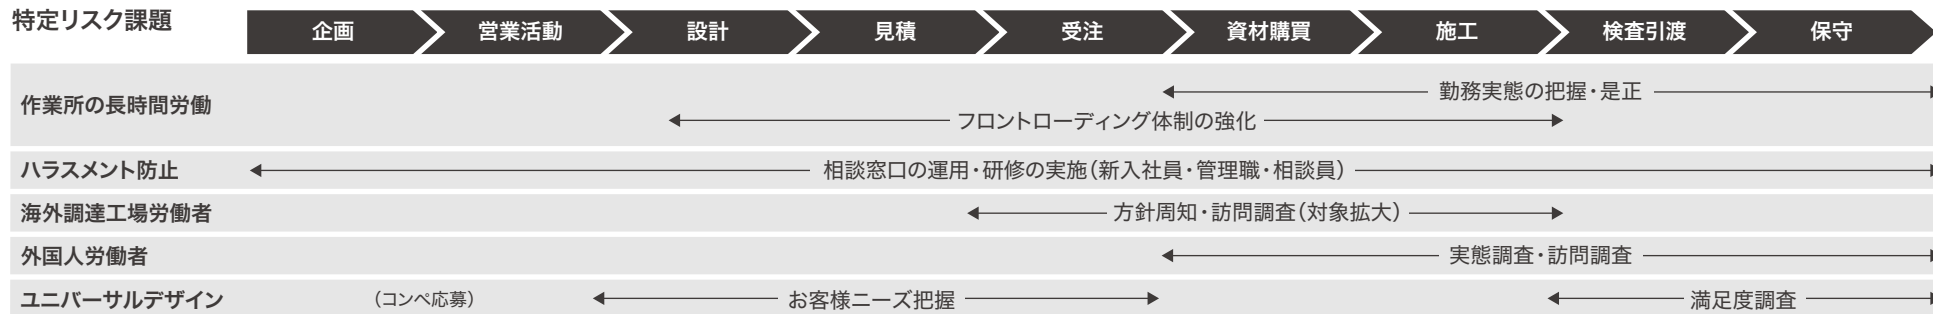 特定リスク課題
企画
営業活動
設計
見積
受注
資材購買
施工
検査引渡
保守
作業所の長時間労働
勤務実態の把握・是正
フロントローディング体制の強化
ハラスメント防止
相談窓口の運用・研修の実施（新入社員・管理職・相談員）
海外調達工場労働者
方針周知・訪問調査（対象拡大）
外国人労働者
実態調査・訪問調査
ユニバーサルデザイン
（コンペ応募）
お客様ニーズ把握
満足度調査